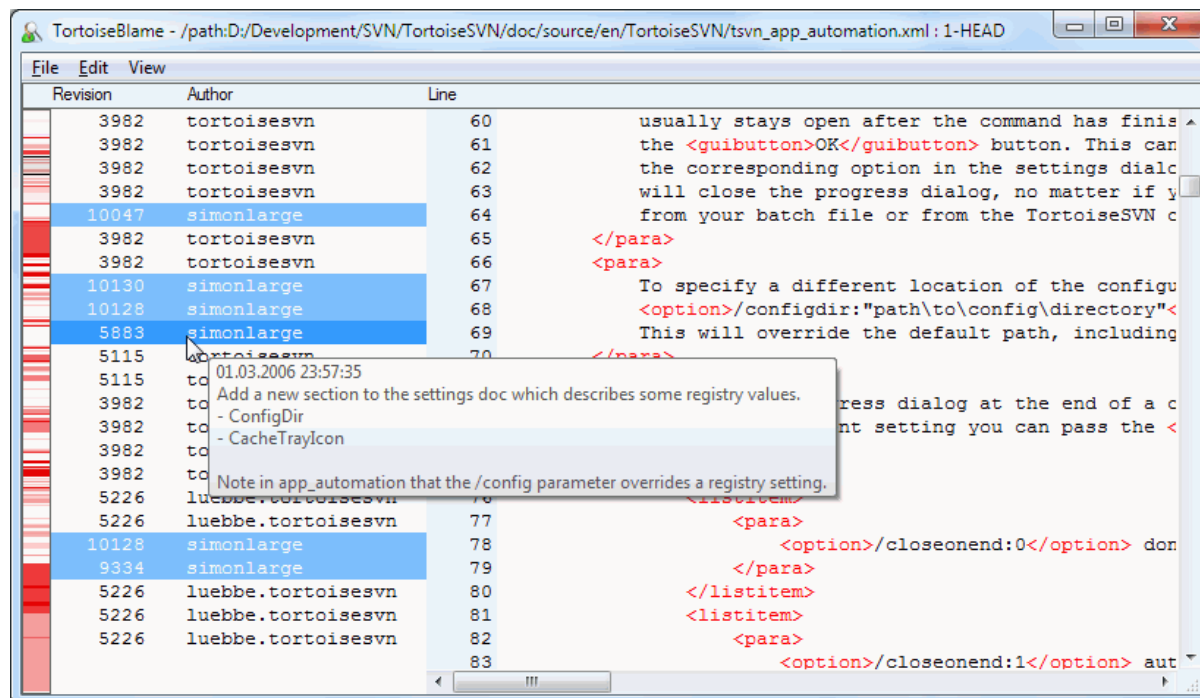 TortoiseBlame - /path:D:/Development/SVN/TortoiseSVN/doc/source/en/TortoiseSVN/tsvn_app_automation.xml : 1-HEAD
File Edit View
Revision Author Line
3982 tortoisesvn 60 usually stays open after the command has finis
3982 tortoisesvn 61 the <guibutton>OK</guibutton> button. This can
3982 tortoisesvn 62 the corresponding option in the settings dialo
3982 tortoisesvn 63 will close the progress dialog, no matter if y
10047 simonlarge 64 from your batch file or from the TortoiseSVN c
3982 tortoisesvn 65 </para>
3982 tortoisesvn 66 <para>
10130 simonlarge 67 To specify a different location of the configu
10128 simonlarge 68 <option>/configdir:"path\to\config\directory"<
5883 simonlarge 69 This will override the default path, including
5115 tortoisesvn 70 </para>
01.03.2006 23:57:35
5115 to
Add a new section to the settings doc which describes some registry values.
3982 to ress dialog at the end of a c
- ConfigDir
3982 to nt setting you can pass the <
- CacheTrayIcon
3982 to
3982 to
Note in app_automation that the /config parameter overrides a registry setting.
5226 luebbe.tortoisesvn 76 <listitem>
5226 luebbe.tortoisesvn 77 <para>
10128 simonlarge 78 <option>/closeonend:0</option> don
9334 simonlarge 79 </para>
5226 luebbe.tortoisesvn 80 </listitem>
5226 luebbe.tortoisesvn 81 <listitem>
5226 luebbe.tortoisesvn 82 <para>
83 <option>/closeonend:1</option> aut